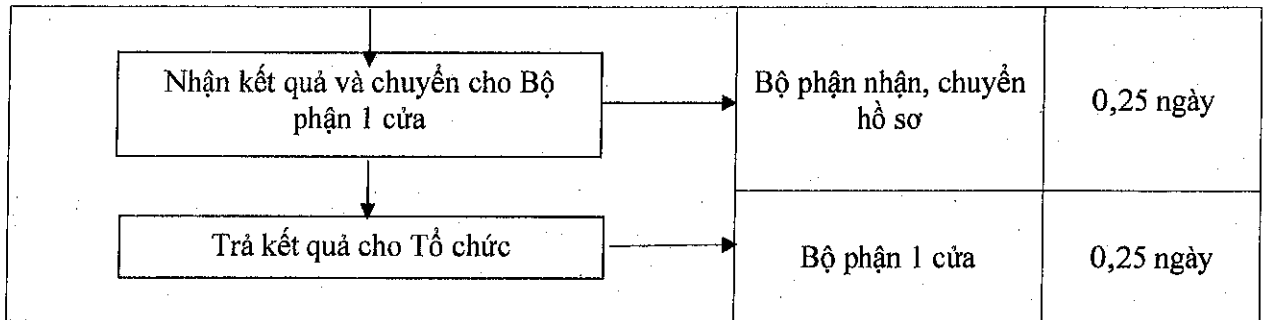 Nhận kết quả và chuyển cho Bộ
phận 1 cửa
Bộ phận nhận, chuyển
hồ sơ
0,25 ngày
Trả kết quả cho Tổ chức
Bộ phận 1 cửa
0,25 ngày